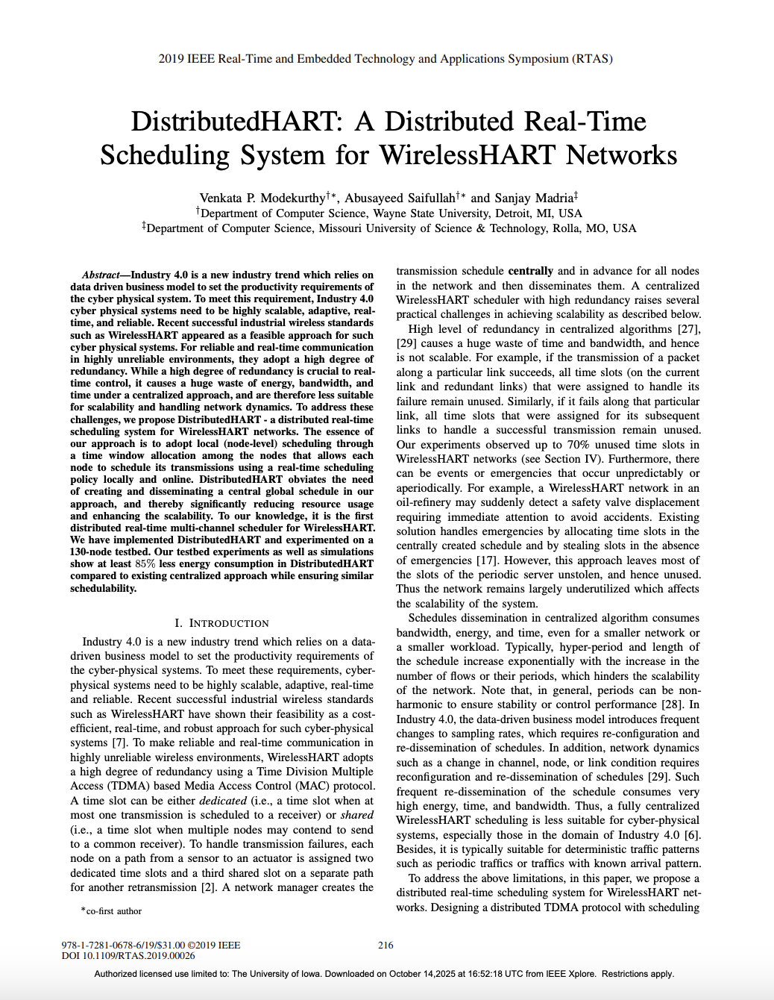 2019 IEEE Real-Time and Embedded Technology and Applications Symposium (RTAS)
DistributedHART: A Distributed Real-Time
Scheduling System for WirelessHART Networks
Venkata P. Modekurthy†*, Abusayeed Saifullah†* and Sanjay Madria‡
†Department of Computer Science, Wayne State University, Detroit, MI, USA
‡Department of Computer Science, Missouri University of Science & Technology, Rolla, MO, USA
Abstract—Industry 4.0 is a new industry trend which relies on
data driven business model to set the productivity requirements of
the cyber physical system. To meet this requirement, Industry 4.0
cyber physical systems need to be highly scalable, adaptive, real-
time, and reliable. Recent successful industrial wireless standards
such as WirelessHART appeared as a feasible approach for such
cyber physical systems. For reliable and real-time communication
in highly unreliable environments, they adopt a high degree of
redundancy. While a high degree of redundancy is crucial to real-
time control, it causes a huge waste of energy, bandwidth, and
time under a centralized approach, and are therefore less suitable
for scalability and handling network dynamics. To address these
challenges, we propose DistributedHART - a distributed real-time
scheduling system for WirelessHART networks. The essence of
our approach is to adopt local (node-level) scheduling through
a time window allocation among the nodes that allows each
node to schedule its transmissions using a real-time scheduling
policy locally and online. DistributedHART obviates the need
of creating and disseminating a central global schedule in our
approach, and thereby significantly reducing resource usage
and enhancing the scalability. To our knowledge, it is the first
distributed real-time multi-channel scheduler for WirelessHART.
We have implemented DistributedHART and experimented on a
130-node testbed. Our testbed experiments as well as simulations
show at least 85% less energy consumption in DistributedHART
compared to existing centralized approach while ensuring similar
schedulability.
I. INTRODUCTION
Industry 4.0 is a new industry trend which relies on a data-
driven business model to set the productivity requirements of
the cyber-physical systems. To meet these requirements, cyber-
physical systems need to be highly scalable, adaptive, real-time
and reliable. Recent successful industrial wireless standards
such as WirelessHART have shown their feasibility as a cost-
efficient, real-time, and robust approach for such cyber-physical
systems [7]. To make reliable and real-time communication in
highly unreliable wireless environments, WirelessHART adopts
a high degree of redundancy using a Time Division Multiple
Access (TDMA) based Media Access Control (MAC) protocol.
A time slot can be either dedicated (i.e., a time slot when at
most one transmission is scheduled to a receiver) or shared
(i.e., a time slot when multiple nodes may contend to send
to a common receiver). To handle transmission failures, each
node on a path from a sensor to an actuator is assigned two
dedicated time slots and a third shared slot on a separate path
for another retransmission [2]. A network manager creates the
*co-first author
transmission schedule centrally and in advance for all nodes
in the network and then disseminates them. A centralized
WirelessHART scheduler with high redundancy raises several
practical challenges in achieving scalability as described below.
High level of redundancy in centralized algorithms [27],
[29] causes a huge waste of time and bandwidth, and hence
is not scalable. For example, if the transmission of a packet
along a particular link succeeds, all time slots (on the current
link and redundant links) that were assigned to handle its
failure remain unused. Similarly, if it fails along that particular
link, all time slots that were assigned for its subsequent
links to handle a successful transmission remain unused.
Our experiments observed up to 70% unused time slots in
WirelessHART networks (see Section IV). Furthermore, there
can be events or emergencies that occur unpredictably or
aperiodically. For example, a WirelessHART network in an
oil-refinery may suddenly detect a safety valve displacement
requiring immediate attention to avoid accidents. Existing
solution handles emergencies by allocating time slots in the
centrally created schedule and by stealing slots in the absence
of emergencies [17]. However, this approach leaves most of
the slots of the periodic server unstolen, and hence unused.
Thus the network remains largely underutilized which affects
the scalability of the system.
Schedules dissemination in centralized algorithm consumes
bandwidth, energy, and time, even for a smaller network or
a smaller workload. Typically, hyper-period and length of
the schedule increase exponentially with the increase in the
number of flows or their periods, which hinders the scalability
of the network. Note that, in general, periods can be non-
harmonic to ensure stability or control performance [28]. In
Industry 4.0, the data-driven business model introduces frequent
changes to sampling rates, which requires re-configuration and
re-dissemination of schedules. In addition, network dynamics
such as a change in channel, node, or link condition requires
reconfiguration and re-dissemination of schedules [29]. Such
frequent re-dissemination of the schedule consumes very
high energy, time, and bandwidth. Thus, a fully centralized
WirelessHART scheduling is less suitable for cyber-physical
systems, especially those in the domain of Industry 4.0 [6].
Besides, it is typically suitable for deterministic traffic patterns
such as periodic traffics or traffics with known arrival pattern.
To address the above limitations, in this paper, we propose a
distributed real-time scheduling system for WirelessHART net-
works. Designing a distributed TDMA protocol with scheduling
978-1-7281-0678-6/19/$31.00 ©2019 IEEE
DOI 10.1109/RTAS.2019.00026
216
Authorized licensed use limited to: The University of Iowa. Downloaded on October 14,2025 at 16:52:18 UTC from IEEE Xplore. Restrictions apply.